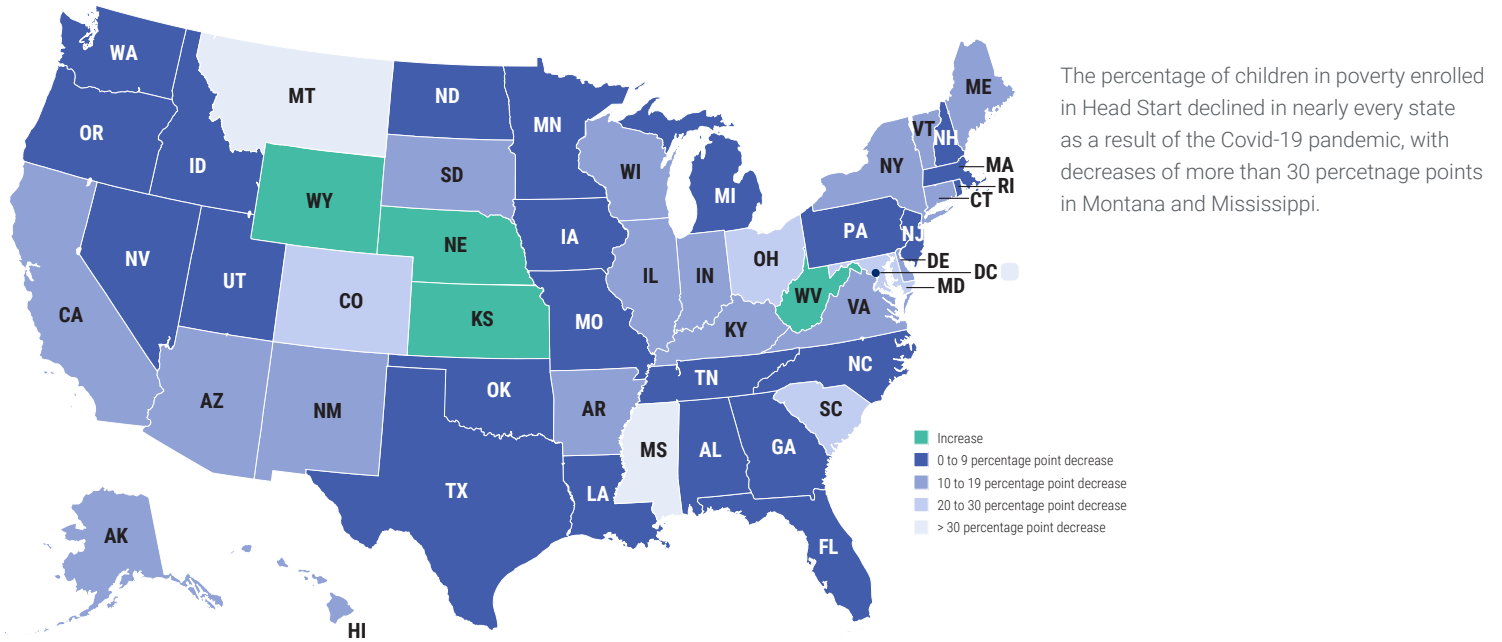 WA
MT
ND
MN
ME
OR
ID
SD
WI
VT
NH
NY
MA
RI
CT
WY
MI
NE
IA
PA
NJ
NV
UT
CO
IL
IN
OH
DE
DC
MD
CA
KS
MO
WV
VA
KY
AZ
NM
OK
AR
TN
NC
SC
MS
AL
GA
TX
LA
FL
AK
HI
The percentage of children in poverty enrolled
in Head Start declined in nearly every state
as a result of the Covid-19 pandemic, with
decreases of more than 30 percetnage points
in Montana and Mississippi.
Increase
0 to 9 percentage point decrease
10 to 19 percentage point decrease
20 to 30 percentage point decrease
> 30 percentage point decrease